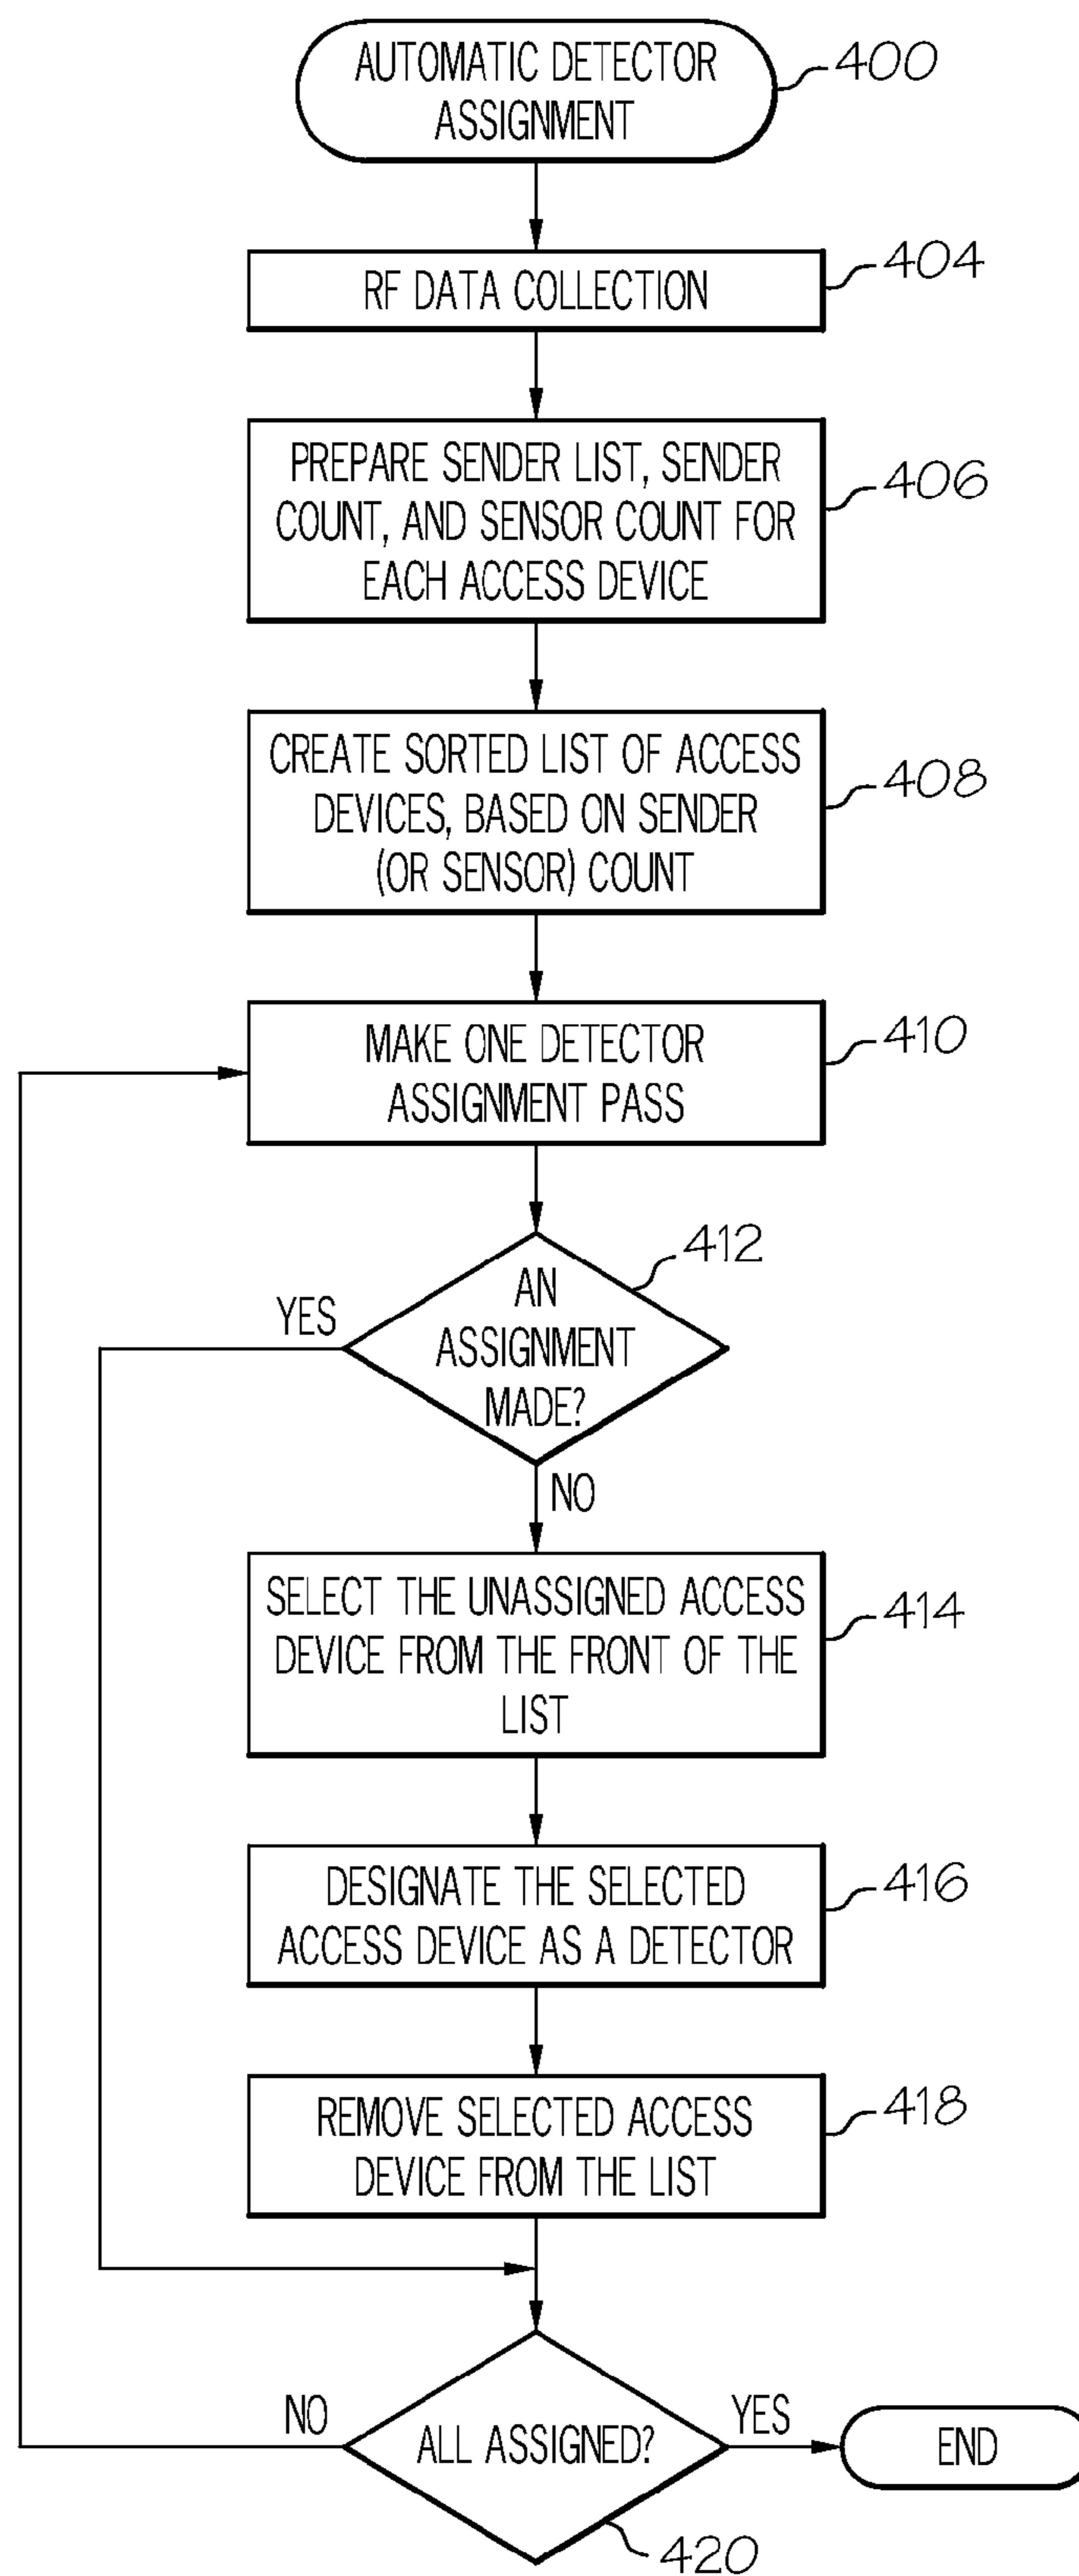 AUTOMATIC DETECTOR
ASSIGNMENT
400
RF DATA COLLECTION
404
PREPARE SENDER LIST, SENDER
COUNT, AND SENSOR COUNT FOR
EACH ACCESS DEVICE
406
CREATE SORTED LIST OF ACCESS
DEVICES, BASED ON SENDER
(OR SENSOR) COUNT
408
MAKE ONE DETECTOR
ASSIGNMENT PASS
410
412
AN
ASSIGNMENT
MADE?
YES
NO
SELECT THE UNASSIGNED ACCESS
DEVICE FROM THE FRONT OF THE
LIST
414
DESIGNATE THE SELECTED
ACCESS DEVICE AS A DETECTOR
416
REMOVE SELECTED ACCESS
DEVICE FROM THE LIST
418
NO
ALL ASSIGNED?
YES
END
420